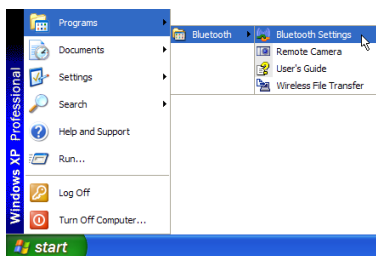 Windows XP Professional
Programs
Documents
Settings
Search
Help and Support
Run...
Log Off
Turn Off Computer...
Bluetooth
Bluetooth Settings
Remote Camera
User's Guide
Wireless File Transfer
start